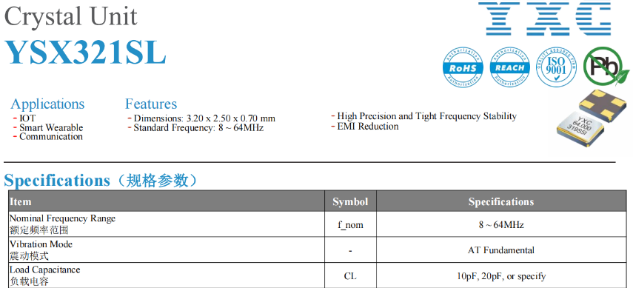 Crystal Unit
YXC
YSX321SL
RoHS
REACH
ISO
9001
Pb
Applications
Features
- IOT
- Smart Wearable
- Communication
- Dimensions: 3.20 x 2.50 x 0.70 mm
- Standard Frequency: 8 ~ 64MHz
- High Precision and Tight Frequency Stability
- EMI Reduction
YXC
Specifications（规格参数）
Item Symbol Specifications
Nominal Frequency Range
额定频率范围
f_nom
8 ~ 64MHz
Vibration Mode
震动模式
-
AT Fundamental
Load Capacitance
负载电容
CL
10pF, 20pF, or specify